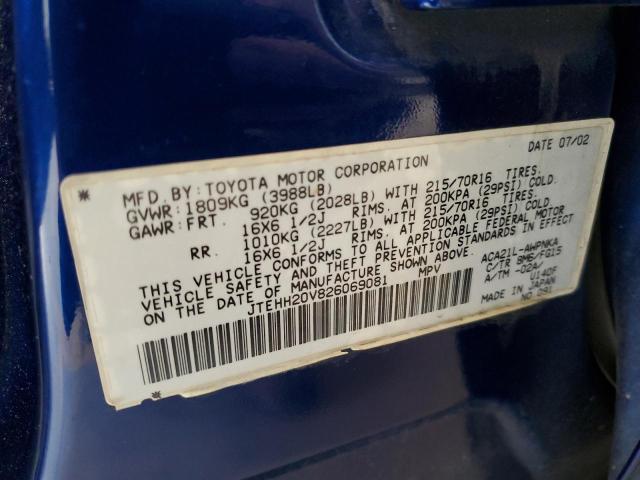 DATE 07/02
MFD. BY: TOYOTA MOTOR CORPORATION
GVWR: 1809KG (3988LB)
GAWR: FRT. 920KG (2028LB) WITH 215/70R16 TIRES.
16X6 1/2J RIMS. AT 200KPA (29PSI) COLD.
RR. 1010KG (2227LB) WITH 215/70R16 TIRES.
16X6 1/2J RIMS. AT 200KPA (29PSI) COLD.
THIS VEHICLE CONFORMS TO ALL APPLICABLE FEDERAL MOTOR
VEHICLE SAFETY AND THEFT PREVENTION STANDARDS IN EFFECT
ON THE DATE OF MANUFACTURE SHOWN ABOVE.
JTEHH20V826069081 MPV
ACA21L-AWPNKA
C/TR 8M6/FG15
A/TM -02A/ U140F
MADE IN JAPAN
NO 091